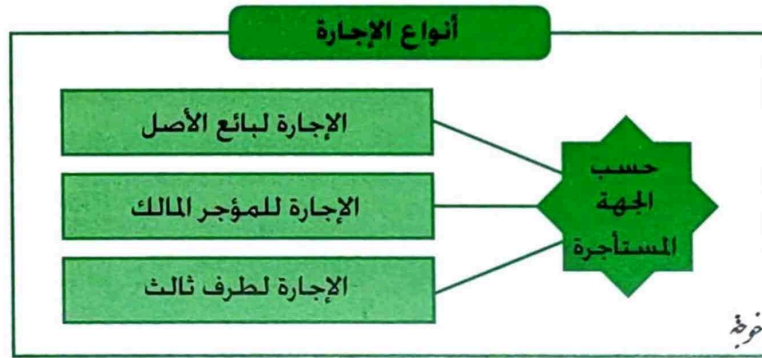 أنواع الإجارة
حسب
الجهة
المستأجرة
الإجارة لبائع الأصل
الإجارة للمؤجر المالك
الإجارة لطرف ثالث